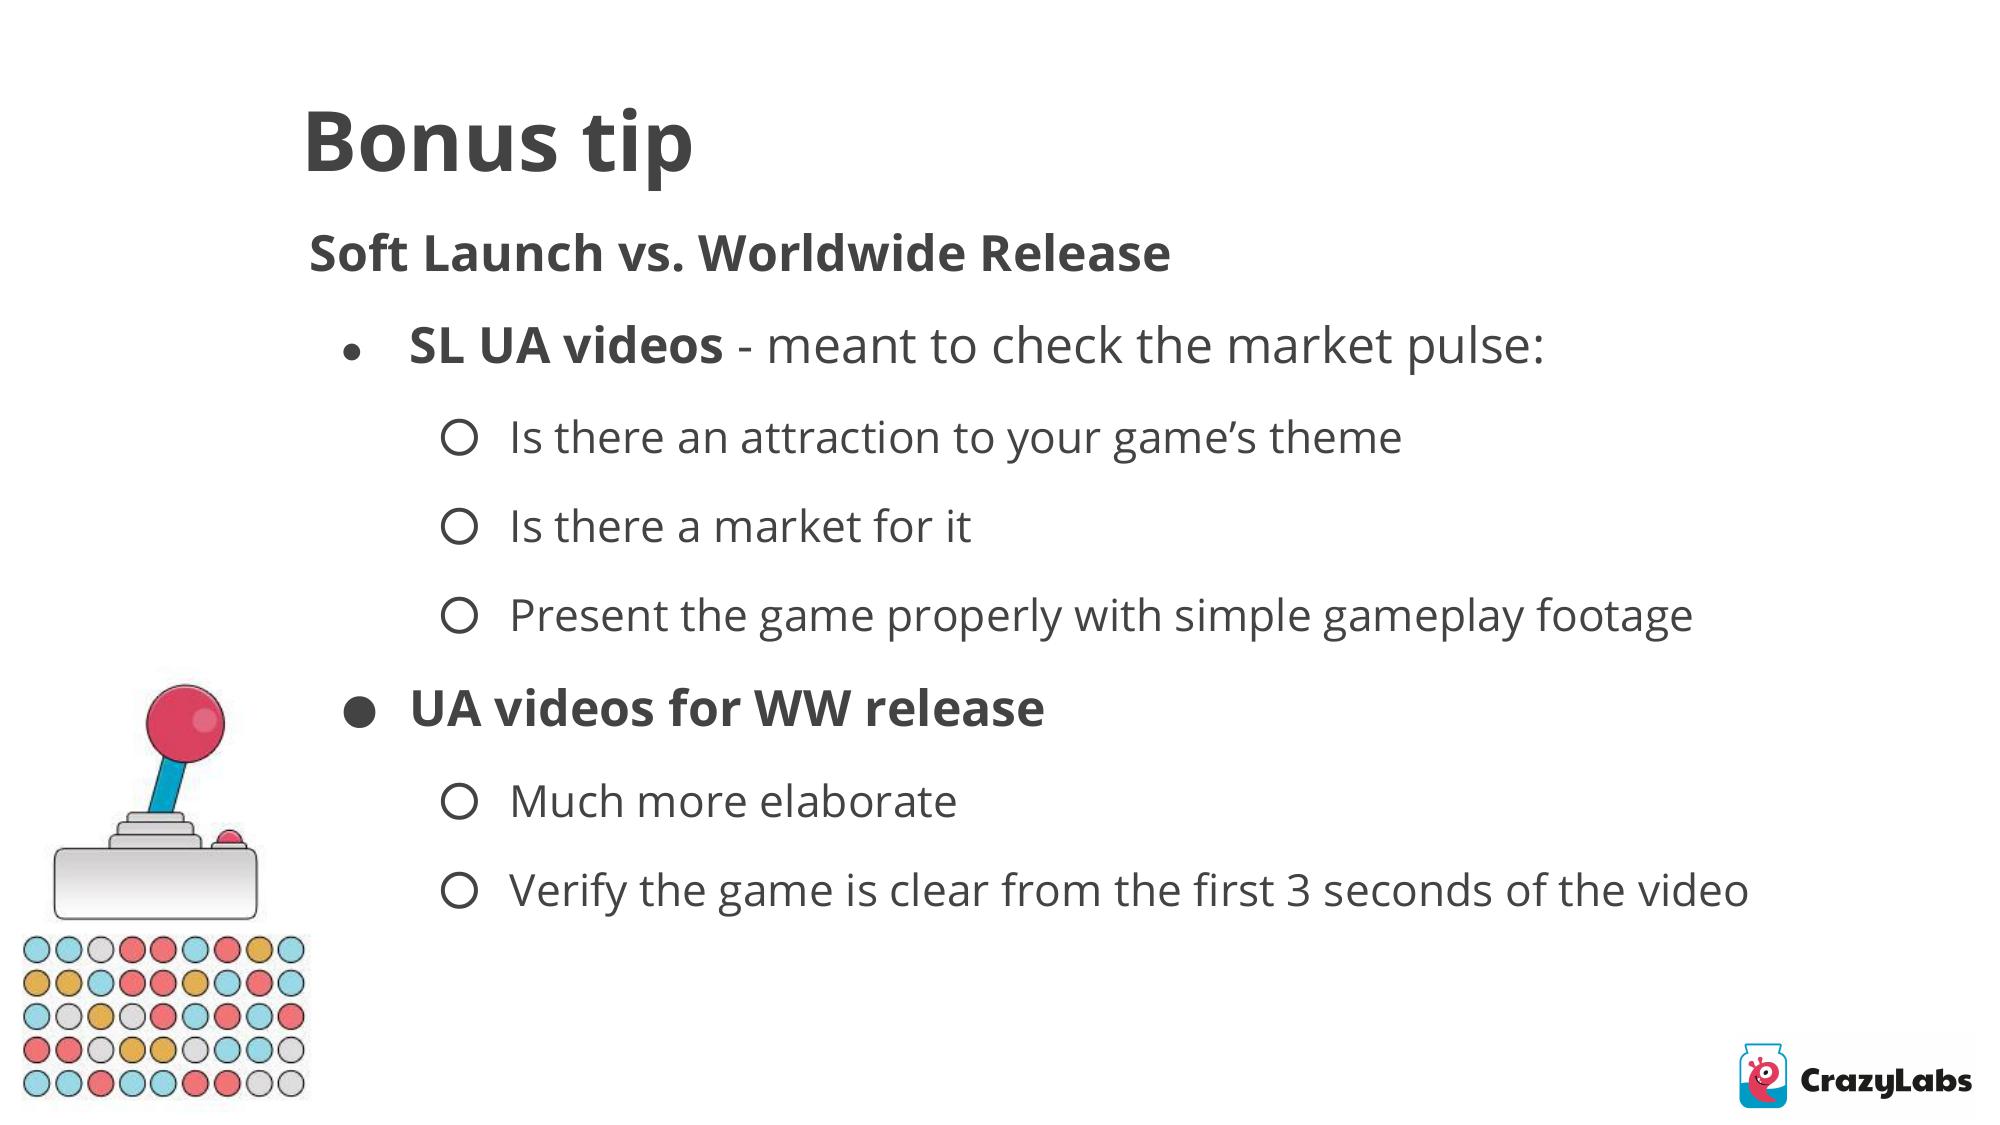 Bonus tip
Soft Launch vs. Worldwide Release
● SL UA videos - meant to check the market pulse:
○ Is there an attraction to your game’s theme
○ Is there a market for it
○ Present the game properly with simple gameplay footage
● UA videos for WW release
○ Much more elaborate
○ Verify the game is clear from the first 3 seconds of the video
CrazyLabs